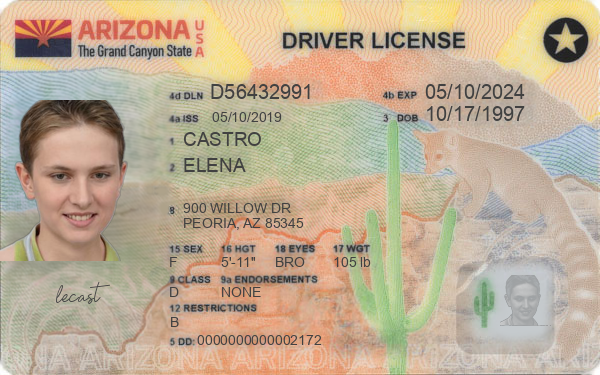 ARIZONA USA
The Grand Canyon State
DRIVER LICENSE
4d DLN D56432991
4b EXP 05/10/2024
4a ISS 05/10/2019
3 DOB 10/17/1997
1 CASTRO
2 ELENA
8 900 WILLOW DR
PEORIA, AZ 85345
15 SEX 16 HGT 18 EYES 17 WGT
F 5'-11" BRO 105 lb
9 CLASS 9a ENDORSEMENTS
D NONE
12 RESTRICTIONS
B
lecast
5 DD: 0000000000002172
ARIZONA ARIZONA ARIZONA ARIZONA